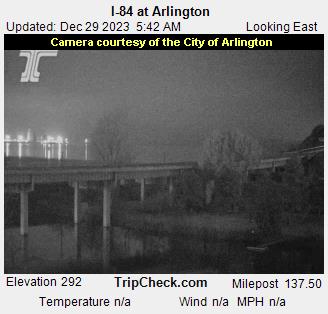 I-84 at Arlington
Updated: Dec 29 2023 5:42 AM Looking East
Camera courtesy of the City of Arlington
Elevation 292 TripCheck.com Milepost 137.50
Temperature n/a Wind n/a MPH n/a